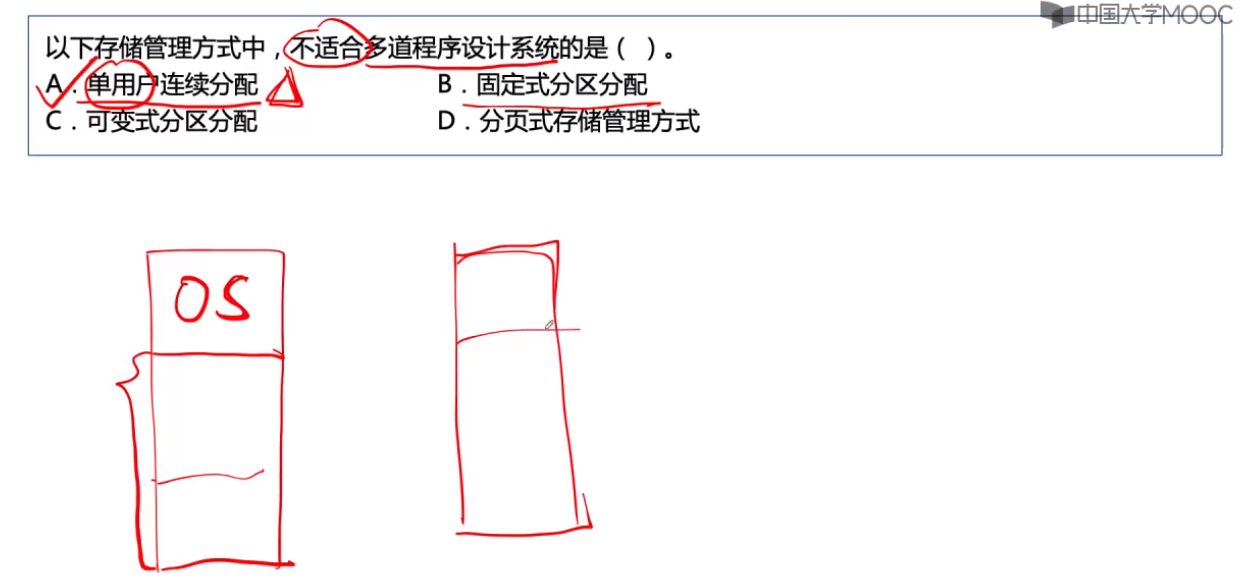 中国大学MOOC
以下存储管理方式中，不适合多道程序设计系统的是（ ）。
A．单用户连续分配 B．固定式分区分配
C．可变式分区分配 D．分页式存储管理方式
OS